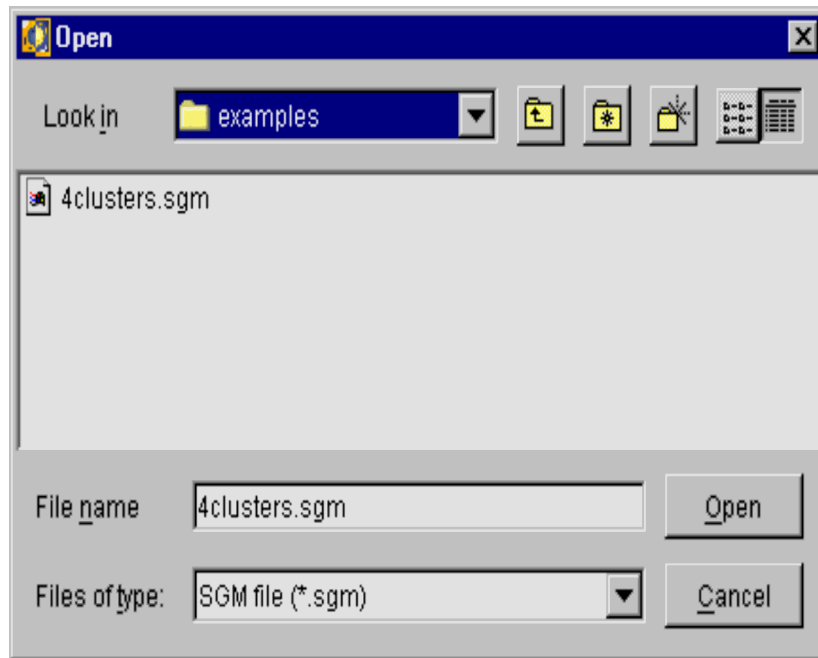 Open
Look in examples
4clusters.sgm
File name 4clusters.sgm Open
Files of type: SGM file (*.sgm) Cancel